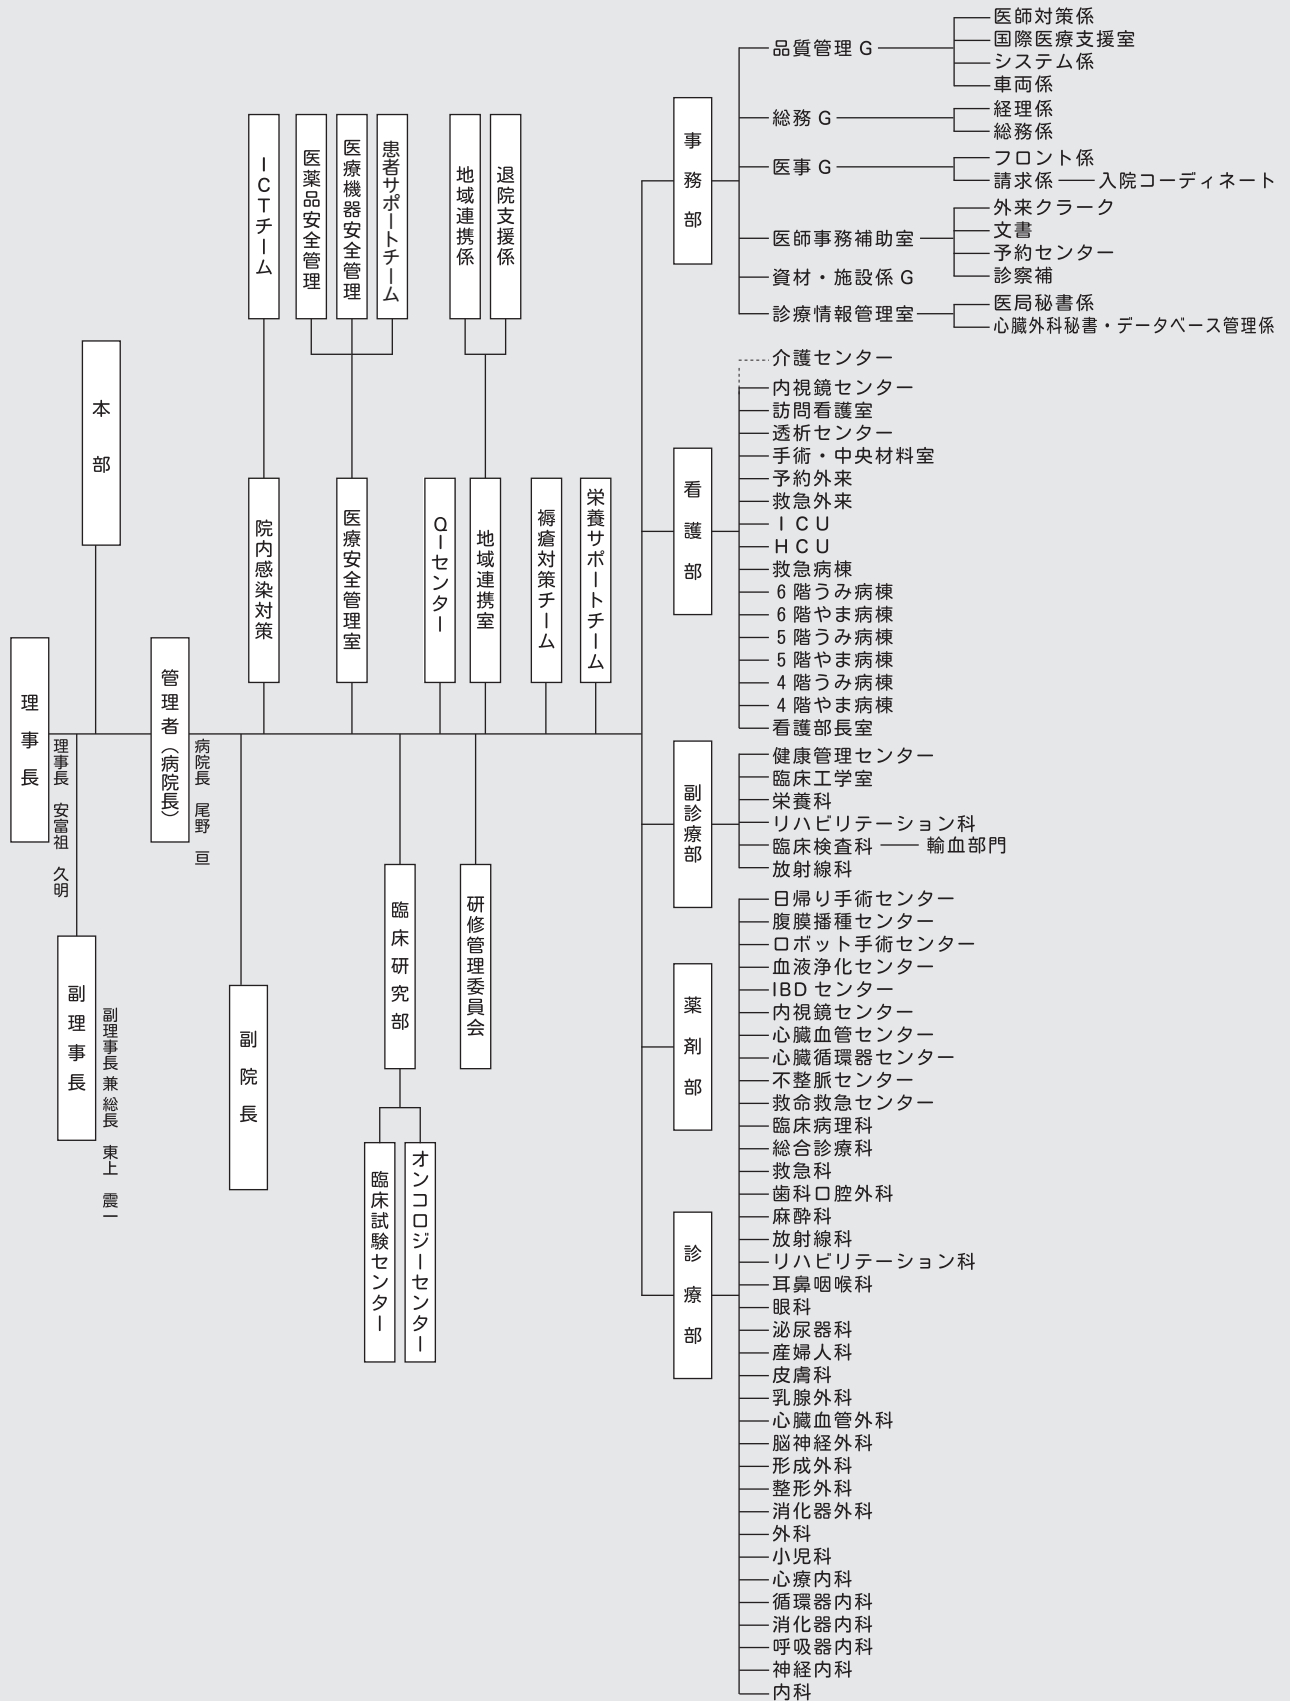 理事長
理事長 安富祖 久明
本部
副理事長
副理事長 兼 総長 東上 震一
管理者（病院長）
病院長 尾野 亘
副院長
ICTチーム
院内感染対策
医薬品安全管理
医療機器安全管理
患者サポートチーム
医療安全管理室
QIセンター
地域連携係
退院支援係
地域連携室
褥瘡対策チーム
栄養サポートチーム
臨床研究部
臨床試験センター
オンコロジーセンター
研修管理委員会
事務部
品質管理 G
医師対策係
国際医療支援室
システム係
車両係
総務 G
経理係
総務係
医事 G
フロント係
請求係 入院コーディネート
医師事務補助室
外来クラーク
文書
予約センター
診察補
資材・施設係 G
診療情報管理室
医局秘書係
心臓外科秘書・データベース管理係
看護部
介護センター
内視鏡センター
訪問看護室
透析センター
手術・中央材料室
予約外来
救急外来
ICU
HCU
救急病棟
6 階うみ病棟
6 階やま病棟
5 階うみ病棟
5 階やま病棟
4 階うみ病棟
4 階やま病棟
看護部長室
副診療部
健康管理センター
臨床工学室
栄養科
リハビリテーション科
臨床検査科 輸血部門
放射線科
薬剤部
診療部
日帰り手術センター
腹膜播種センター
ロボット手術センター
血液浄化センター
IBD センター
内視鏡センター
心臓血管センター
心臓循環器センター
不整脈センター
救命救急センター
臨床病理科
総合診療科
救急科
歯科口腔外科
麻酔科
放射線科
リハビリテーション科
耳鼻咽喉科
眼科
泌尿器科
産婦人科
皮膚科
乳腺外科
心臓血管外科
脳神経外科
形成外科
整形外科
消化器外科
外科
小児科
心療内科
循環器内科
消化器内科
呼吸器内科
神経内科
内科